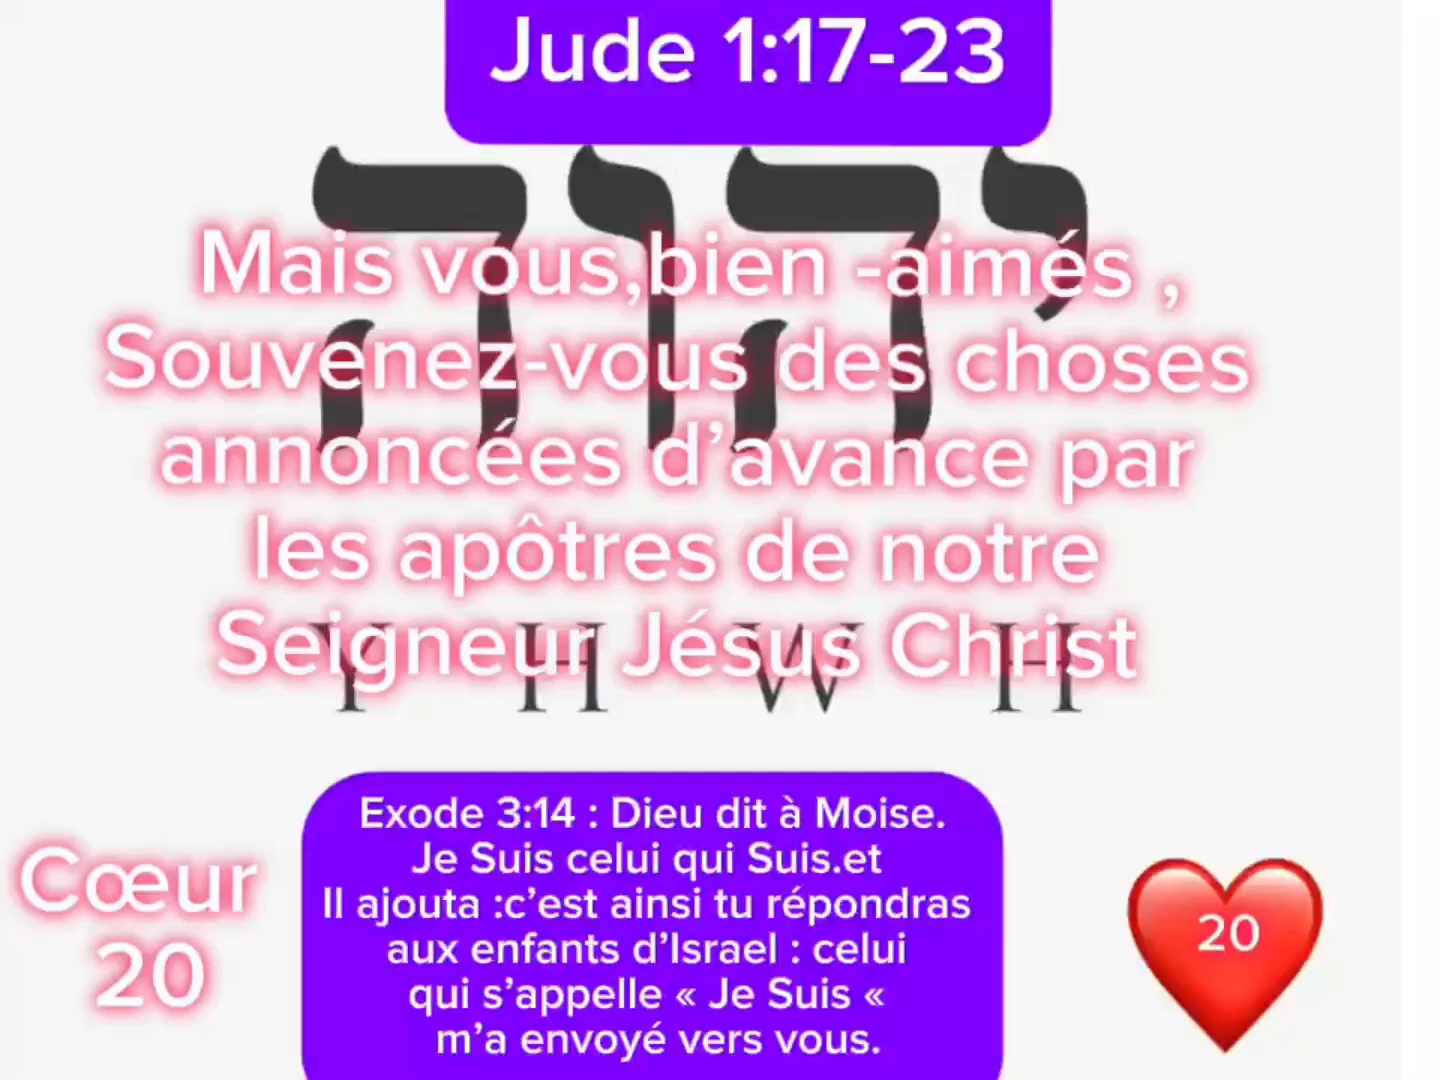 Jude 1:17-23
יהוה
Mais vous,bien -aimés ,
Souvenez-vous des choses
annoncées d’avance par
les apôtres de notre
Seigneur Jésus Christ
Y H W H
Exode 3:14 : Dieu dit à Moise.
Je Suis celui qui Suis.et
Il ajouta :c’est ainsi tu répondras
aux enfants d’Israel : celui
qui s’appelle « Je Suis «
m’a envoyé vers vous.
Cœur
20
20